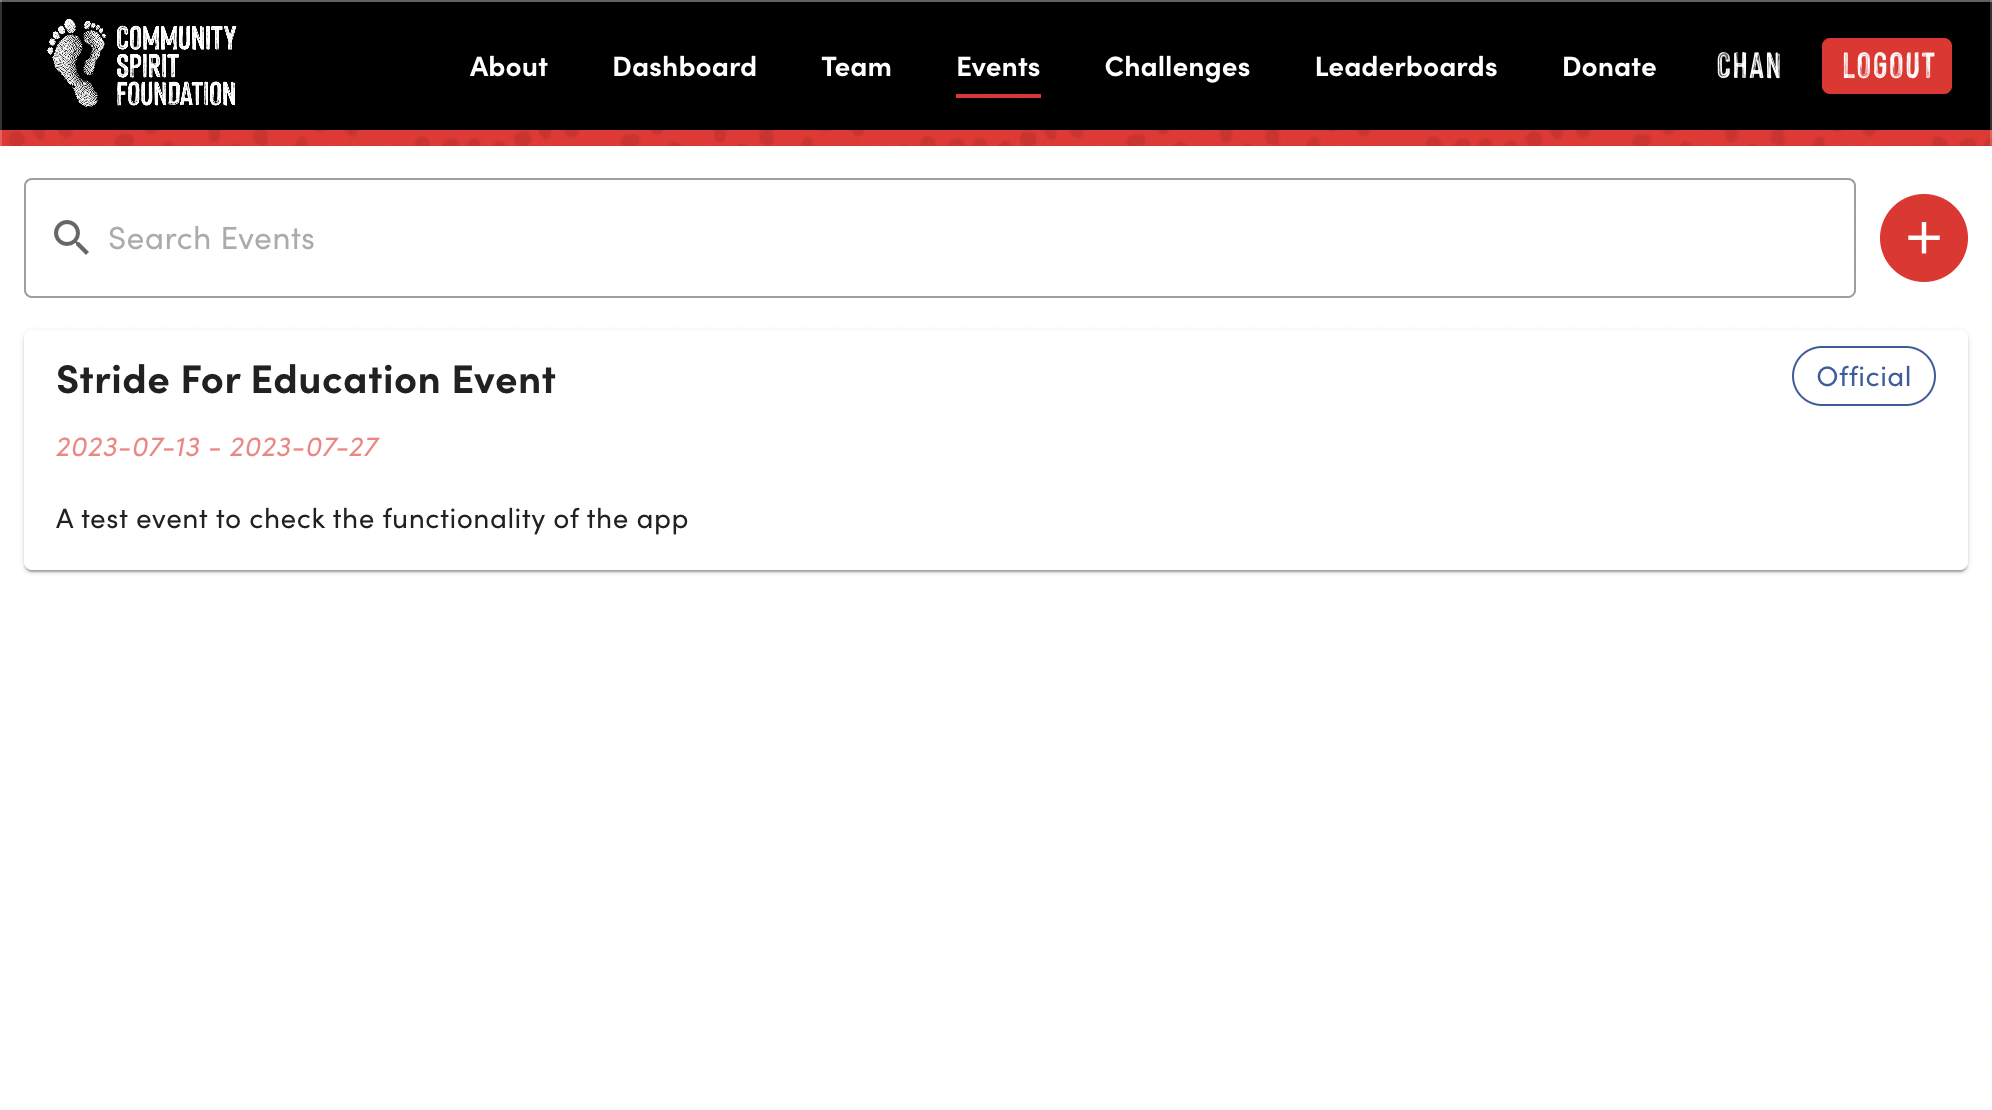 COMMUNITY
SPIRIT
FOUNDATION
About Dashboard Team Events Challenges Leaderboards Donate CHAN LOGOUT
Search Events
Stride For Education Event
Official
2023-07-13 - 2023-07-27
A test event to check the functionality of the app